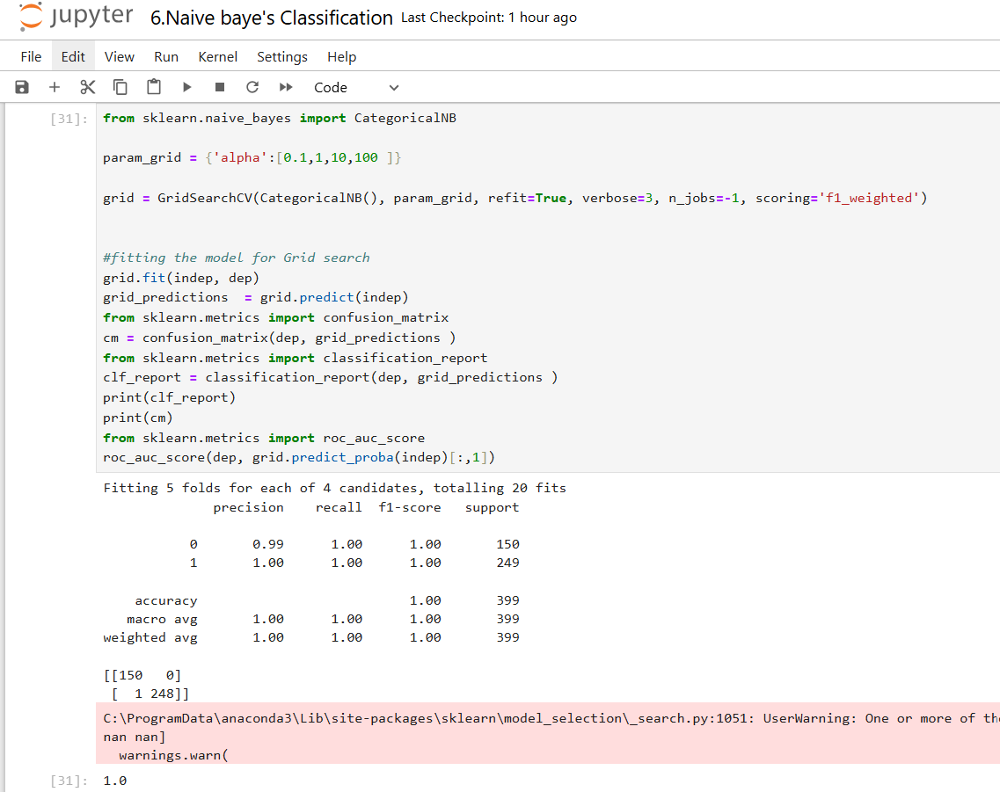 jupyter 6.Naive baye's Classification Last Checkpoint: 1 hour ago
File Edit View Run Kernel Settings Help
Code
[31]: from sklearn.naive_bayes import CategoricalNB
param_grid = {'alpha':[0.1,1,10,100 ]}
grid = GridSearchCV(CategoricalNB(), param_grid, refit=True, verbose=3, n_jobs=-1, scoring='f1_weighted')
#fitting the model for Grid search
grid.fit(indep, dep)
grid_predictions  = grid.predict(indep)
from sklearn.metrics import confusion_matrix
cm = confusion_matrix(dep, grid_predictions )
from sklearn.metrics import classification_report
clf_report = classification_report(dep, grid_predictions )
print(clf_report)
print(cm)
from sklearn.metrics import roc_auc_score
roc_auc_score(dep, grid.predict_proba(indep)[:,1])
Fitting 5 folds for each of 4 candidates, totalling 20 fits
precision recall f1-score support
0 0.99 1.00 1.00 150
1 1.00 1.00 1.00 249
accuracy 1.00 399
macro avg 1.00 1.00 1.00 399
weighted avg 1.00 1.00 1.00 399
[[150   0]
[  1 248]]
C:\ProgramData\anaconda3\Lib\site-packages\sklearn\model_selection\_search.py:1051: UserWarning: One or more of
nan nan]
warnings.warn(
[31]: 1.0